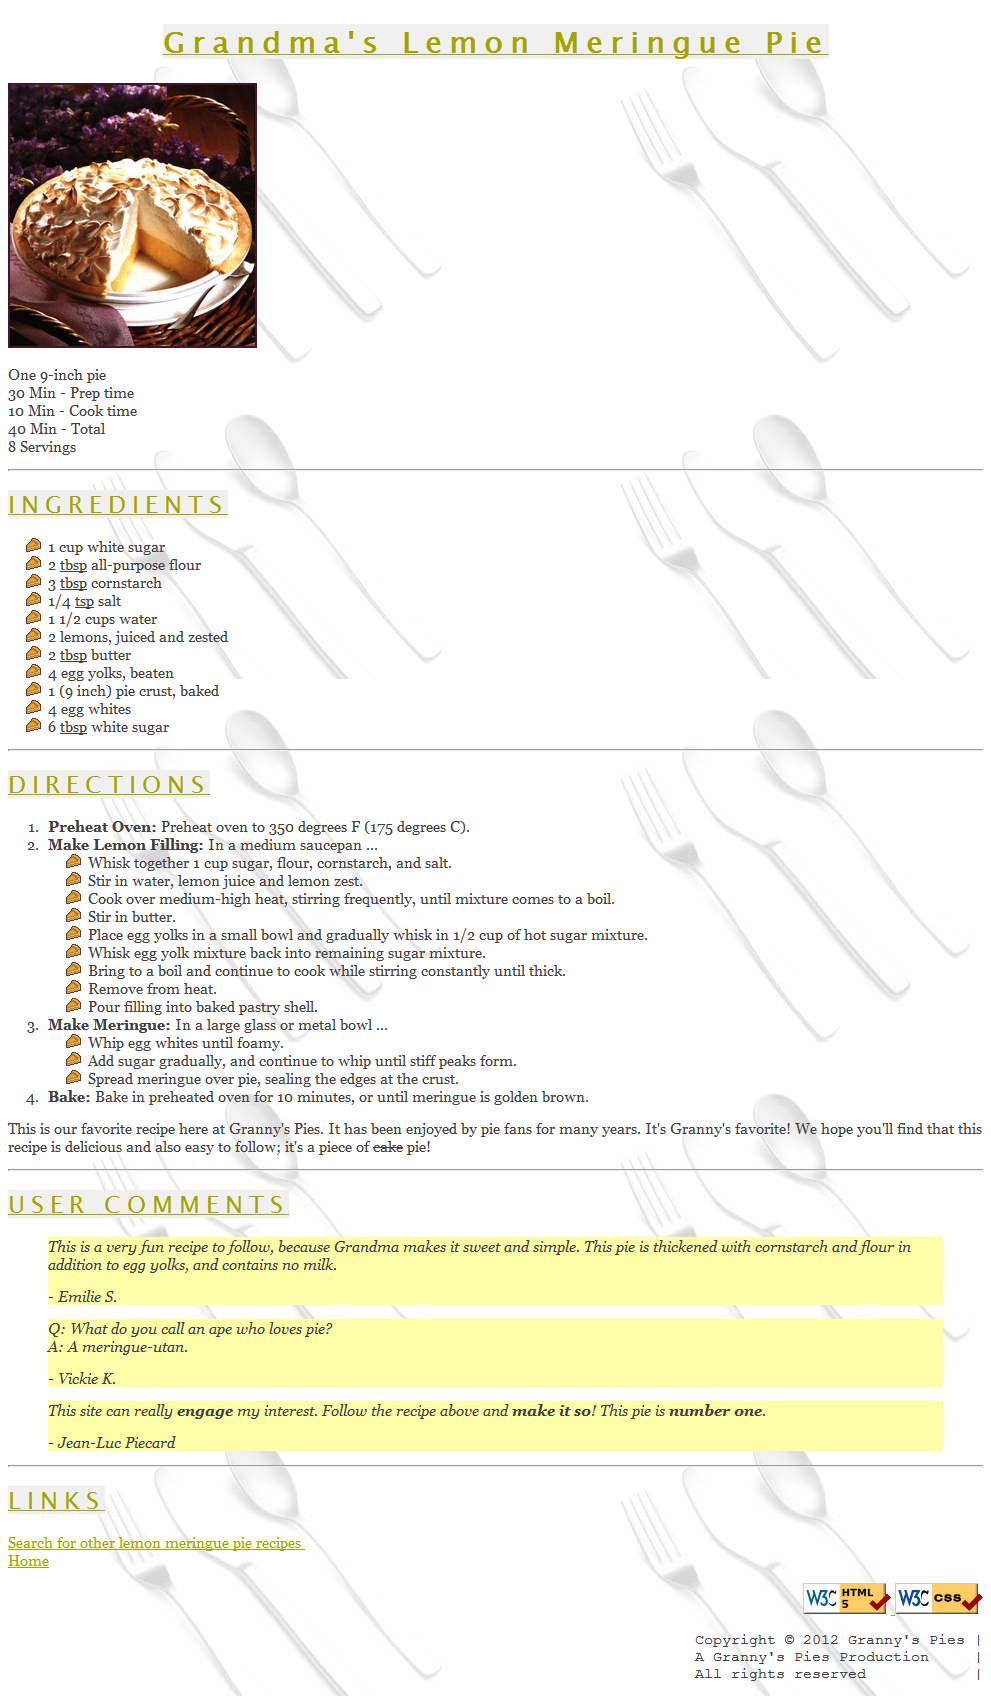 Grandma's Lemon Meringue Pie
One 9-inch pie
30 Min - Prep time
10 Min - Cook time
40 Min - Total
8 Servings
INGREDIENTS
1 cup white sugar
2 tbsp all-purpose flour
3 tbsp cornstarch
1/4 tsp salt
1 1/2 cups water
2 lemons, juiced and zested
2 tbsp butter
4 egg yolks, beaten
1 (9 inch) pie crust, baked
4 egg whites
6 tbsp white sugar
DIRECTIONS
1. Preheat Oven: Preheat oven to 350 degrees F (175 degrees C).
2. Make Lemon Filling: In a medium saucepan ...
Whisk together 1 cup sugar, flour, cornstarch, and salt.
Stir in water, lemon juice and lemon zest.
Cook over medium-high heat, stirring frequently, until mixture comes to a boil.
Stir in butter.
Place egg yolks in a small bowl and gradually whisk in 1/2 cup of hot sugar mixture.
Whisk egg yolk mixture back into remaining sugar mixture.
Bring to a boil and continue to cook while stirring constantly until thick.
Remove from heat.
Pour filling into baked pastry shell.
3. Make Meringue: In a large glass or metal bowl ...
Whip egg whites until foamy.
Add sugar gradually, and continue to whip until stiff peaks form.
Spread meringue over pie, sealing the edges at the crust.
4. Bake: Bake in preheated oven for 10 minutes, or until meringue is golden brown.
This is our favorite recipe here at Granny's Pies. It has been enjoyed by pie fans for many years. It's Granny's favorite! We hope you'll find that this
recipe is delicious and also easy to follow; it's a piece of cake pie!
USER COMMENTS
This is a very fun recipe to follow, because Grandma makes it sweet and simple. This pie is thickened with cornstarch and flour in
addition to egg yolks, and contains no milk.
- Emilie S.
Q: What do you call an ape who loves pie?
A: A meringue-utan.
- Vickie K.
This site can really engage my interest. Follow the recipe above and make it so! This pie is number one.
- Jean-Luc Piecard
LINKS
Search for other lemon meringue pie recipes
Home
W3C HTML 5 W3C css
Copyright © 2012 Granny's Pies |
A Granny's Pies Production |
All rights reserved |